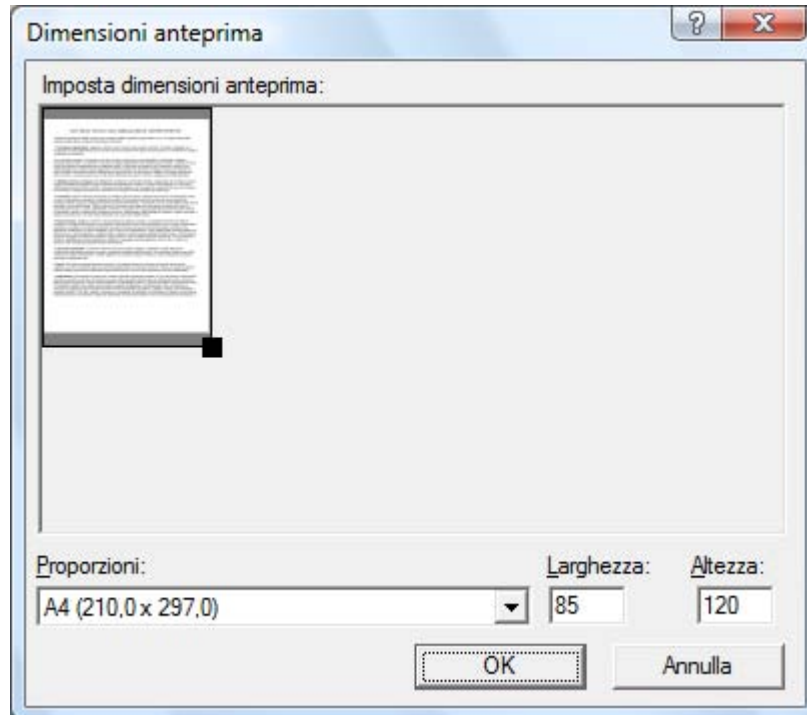 Dimensioni anteprima
Imposta dimensioni anteprima:
Proporzioni: Larghezza: Altezza:
A4 (210,0 x 297,0) 85 120
OK Annulla